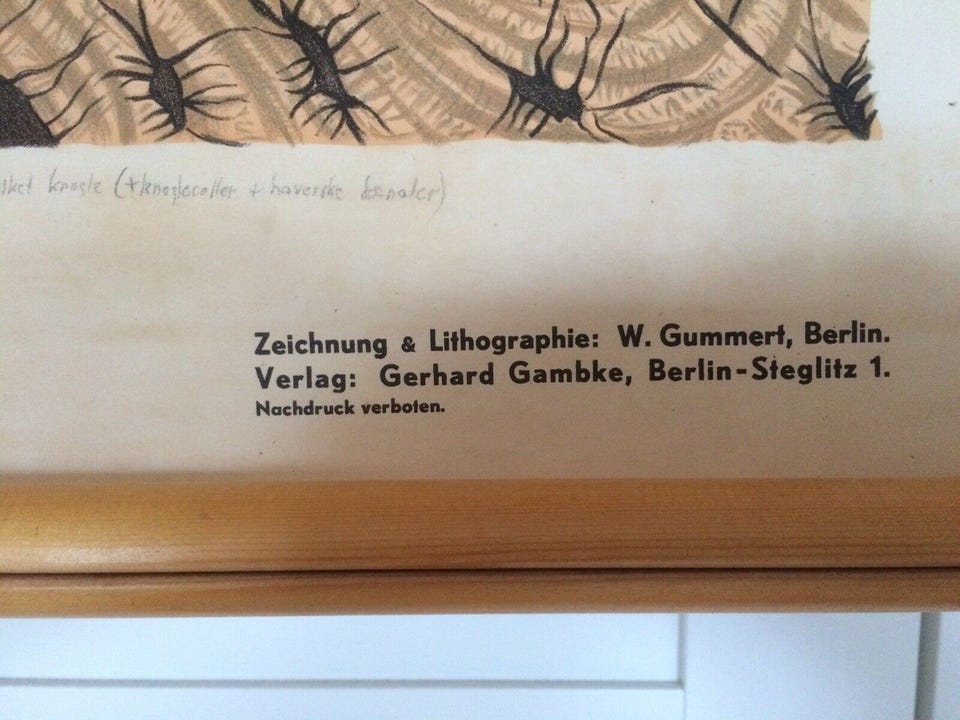 knogle (+ knogleceller + haverske kanaler)
Zeichnung & Lithographie: W. Gummert, Berlin.
Verlag: Gerhard Gambke, Berlin-Steglitz 1.
Nachdruck verboten.